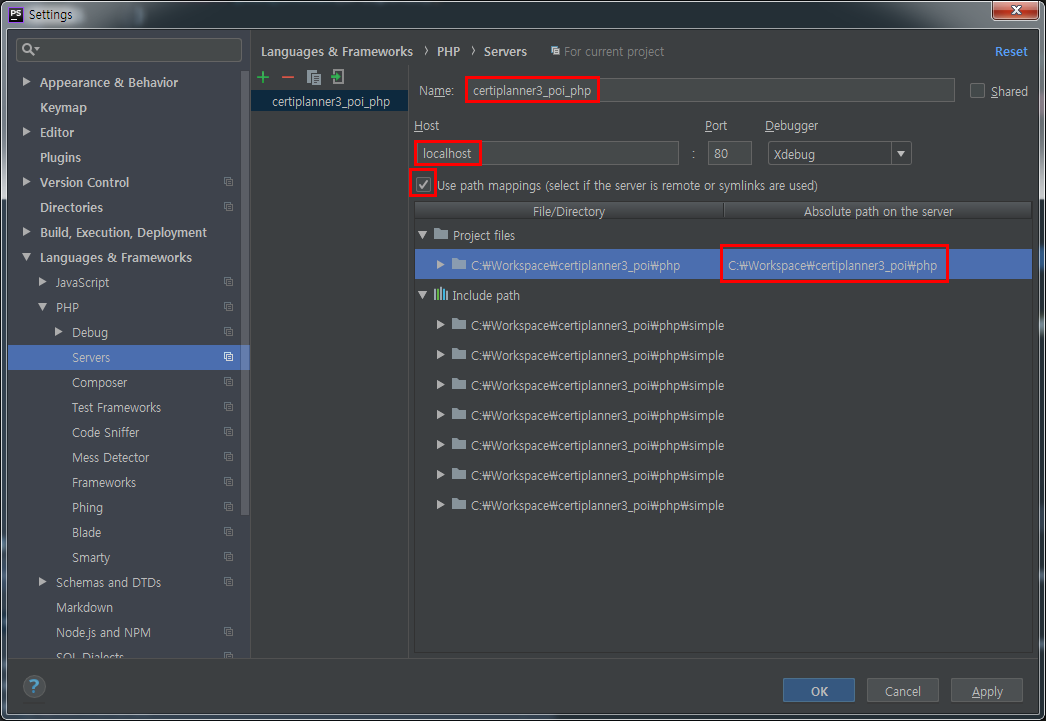 PS Settings
Appearance & Behavior
Keymap
Editor
Plugins
Version Control
Directories
Build, Execution, Deployment
Languages & Frameworks
JavaScript
PHP
Debug
Servers
Composer
Test Frameworks
Code Sniffer
Mess Detector
Frameworks
Phing
Blade
Smarty
Schemas and DTDs
Markdown
Node.js and NPM
SQL Dialects
Languages & Frameworks › PHP › Servers For current project Reset
certiplanner3_poi_php
Name: certiplanner3_poi_php Shared
Host Port Debugger
localhost : 80 Xdebug
Use path mappings (select if the server is remote or symlinks are used)
File/Directory Absolute path on the server
Project files
C:₩Workspace₩certiplanner3_poi₩php C:₩Workspace₩certiplanner3_poi₩php
Include path
C:₩Workspace₩certiplanner3_poi₩php₩simple
C:₩Workspace₩certiplanner3_poi₩php₩simple
C:₩Workspace₩certiplanner3_poi₩php₩simple
C:₩Workspace₩certiplanner3_poi₩php₩simple
C:₩Workspace₩certiplanner3_poi₩php₩simple
C:₩Workspace₩certiplanner3_poi₩php₩simple
C:₩Workspace₩certiplanner3_poi₩php₩simple
? OK Cancel Apply